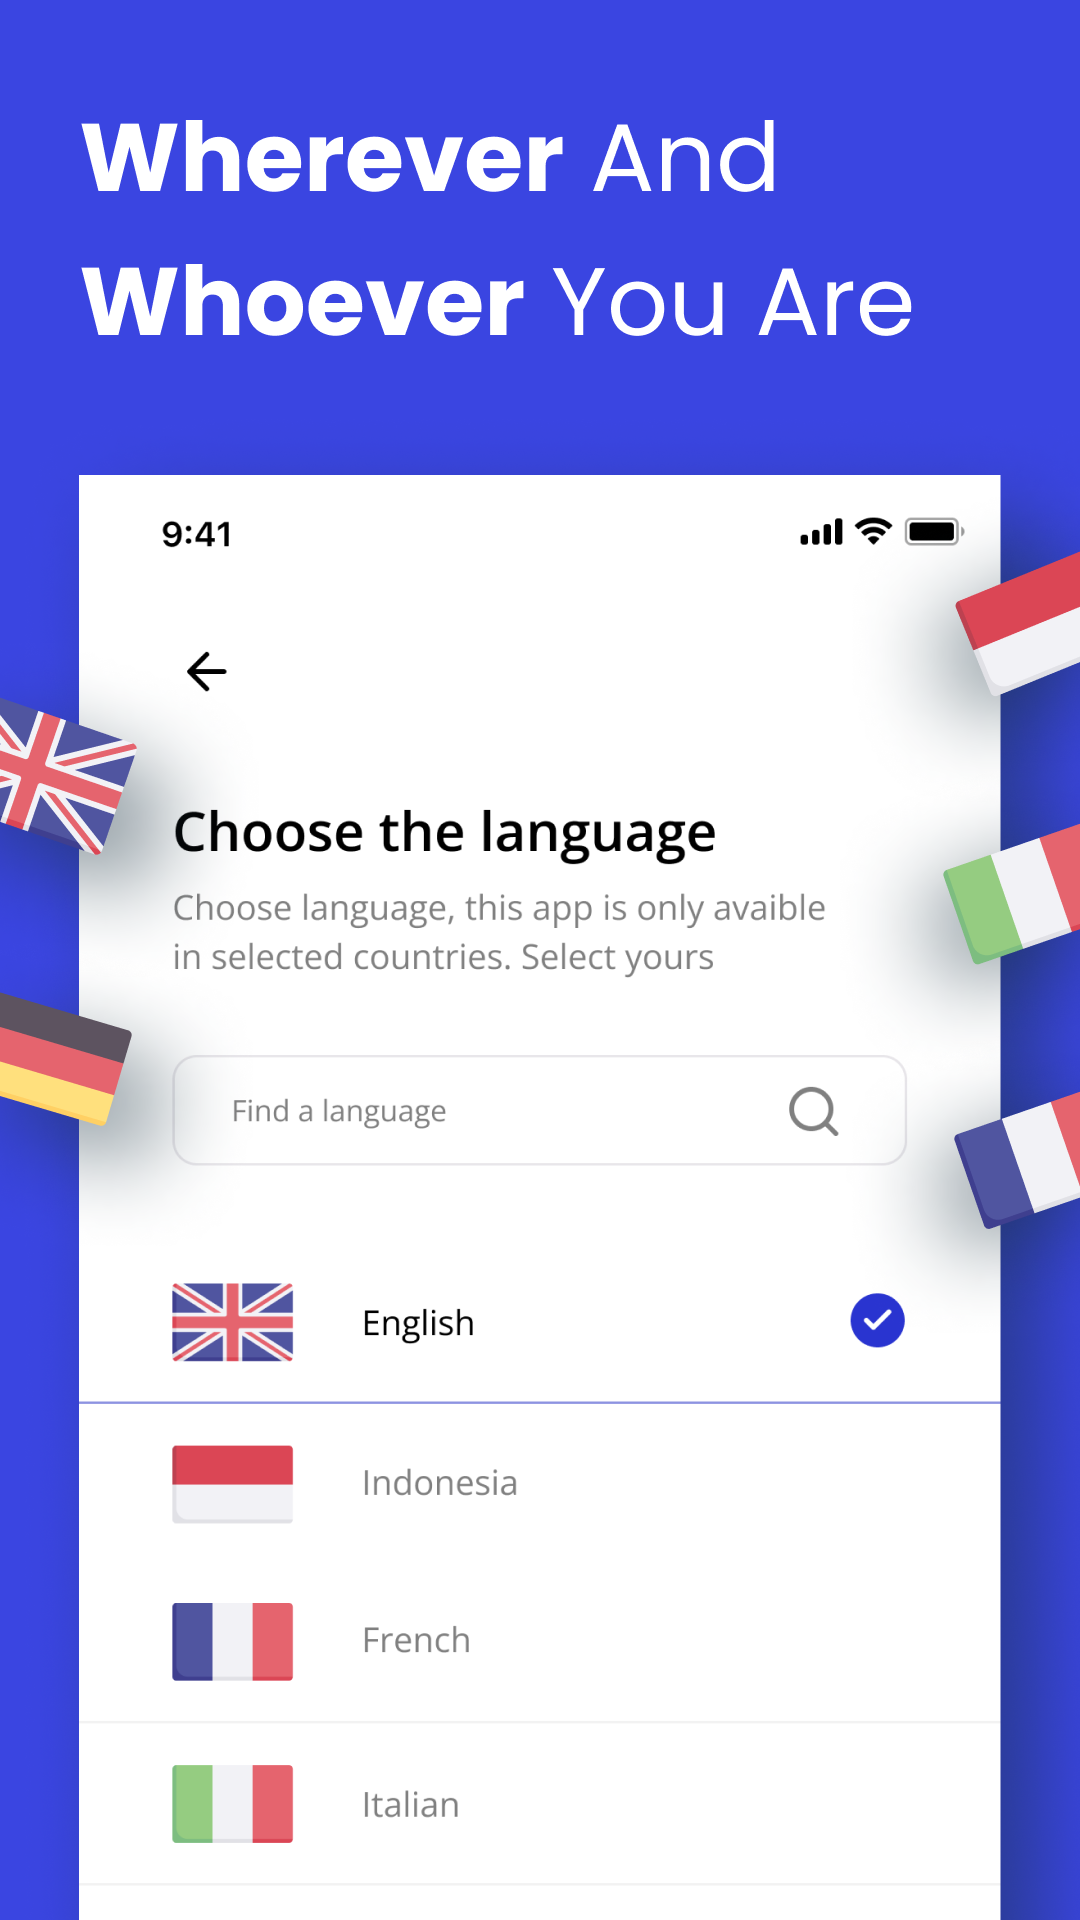 Wherever And
Whoever You Are
9:41
Choose the language
Choose language, this app is only avaible
in selected countries. Select yours
Find a language
English
Indonesia
French
Italian